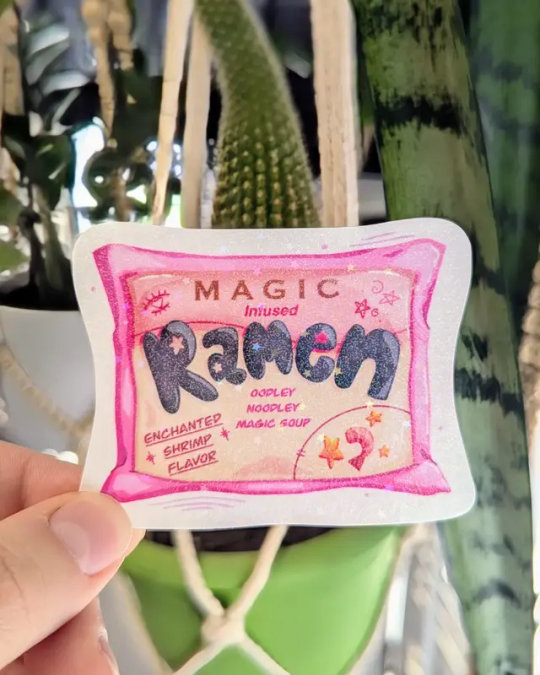 MAGIC
Infused
Ramen
OODLEY
NOODLEY
MAGIC SOUP
ENCHANTED
SHRIMP
FLAVOR